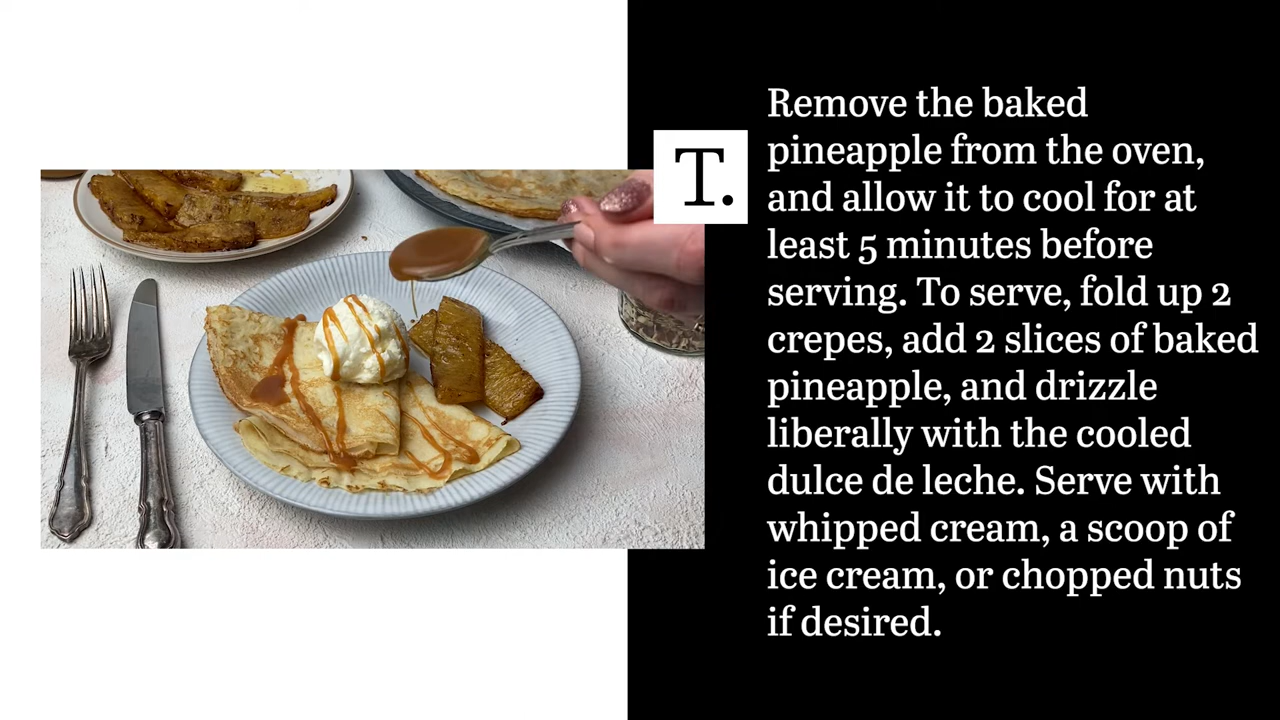 T.
Remove the baked
pineapple from the oven,
and allow it to cool for at
least 5 minutes before
serving. To serve, fold up 2
crepes, add 2 slices of baked
pineapple, and drizzle
liberally with the cooled
dulce de leche. Serve with
whipped cream, a scoop of
ice cream, or chopped nuts
if desired.